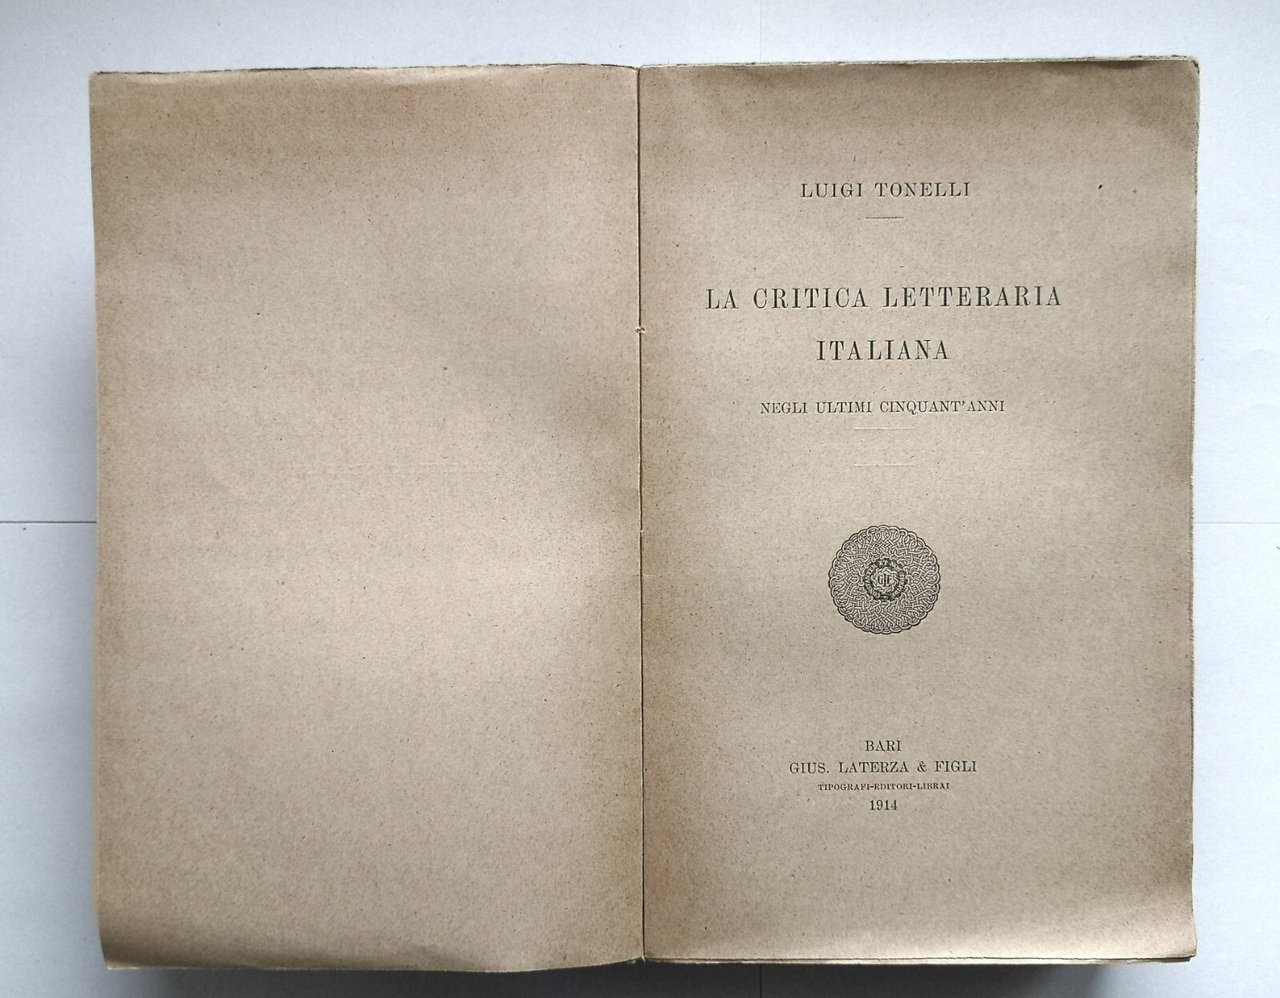 LUIGI TONELLI
LA CRITICA LETTERARIA
ITALIANA
NEGLI ULTIMI CINQUANT'ANNI
BARI
GIUS. LATERZA & FIGLI
TIPOGRAFI-EDITORI-LIBRAI
1914